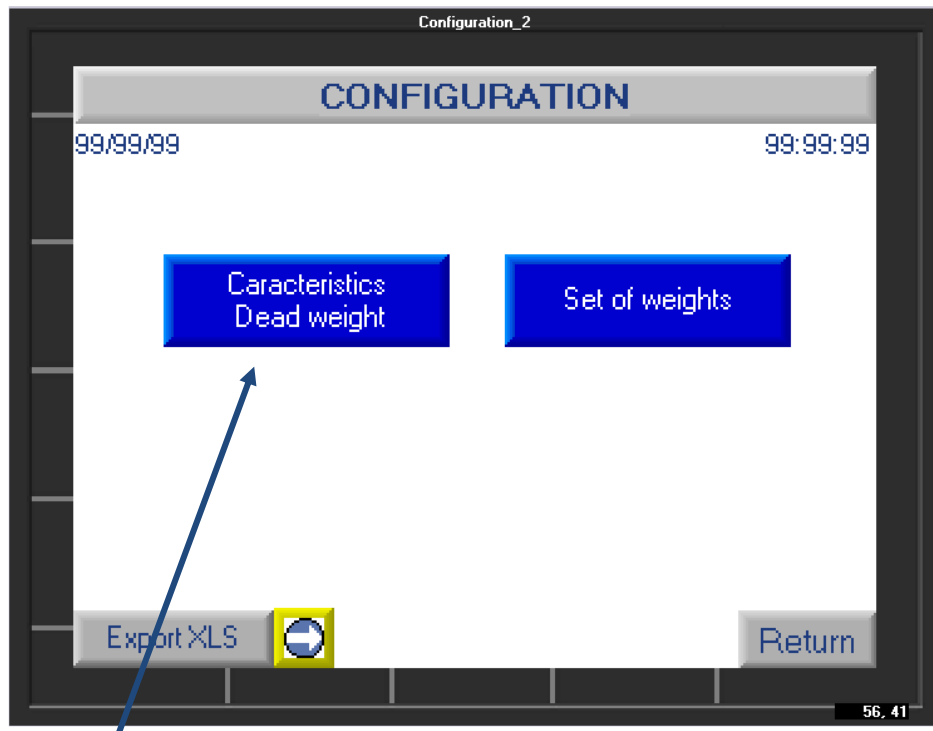 Configuration_2
CONFIGURATION
99/99/99
99:99:99
Caracteristics
Dead weight
Set of weights
Export XLS
Return
56, 41